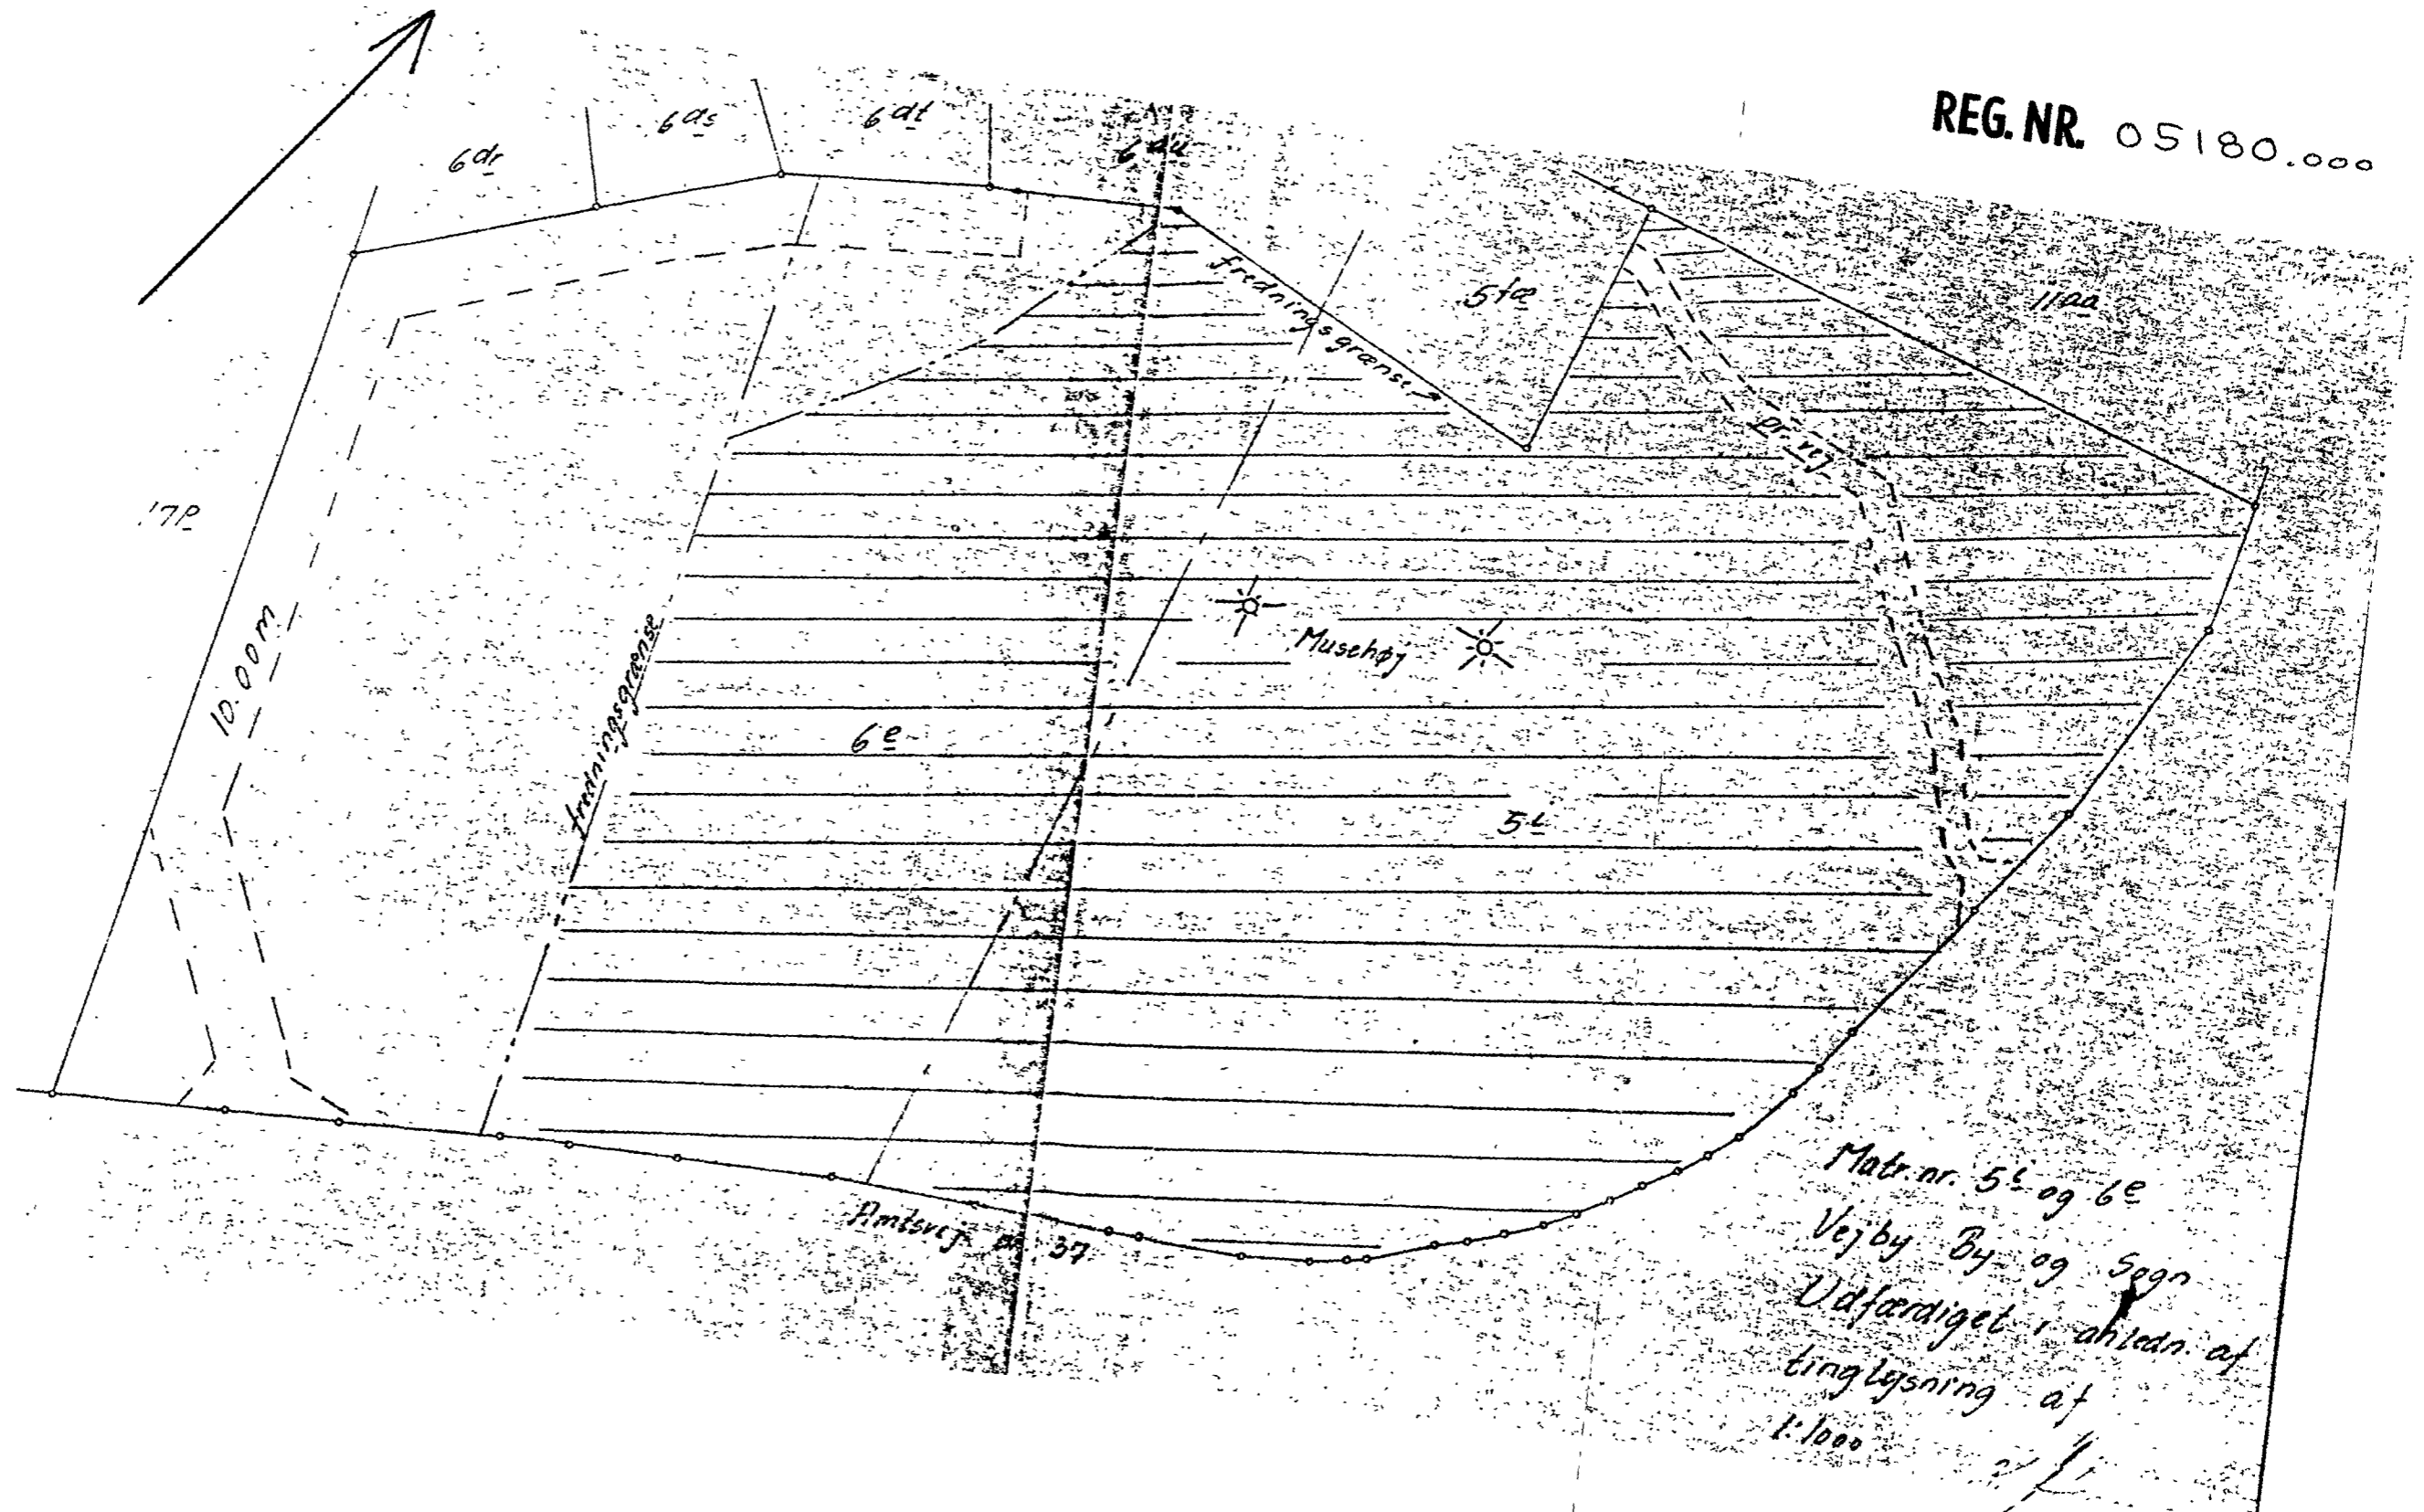 REG. NR. 05180.000
6dr
6ds
6dt
6du
5fæ
11aa
fredningsgrænse
pr. vej
17p
10.00m
fredningsgrænse
Musehøj
6e
5i
Amtsvej 37
Matr. nr. 5i og 6e
Vejby By og Sogn
Udfærdiget i anledn. af
tinglysning af
1:1000